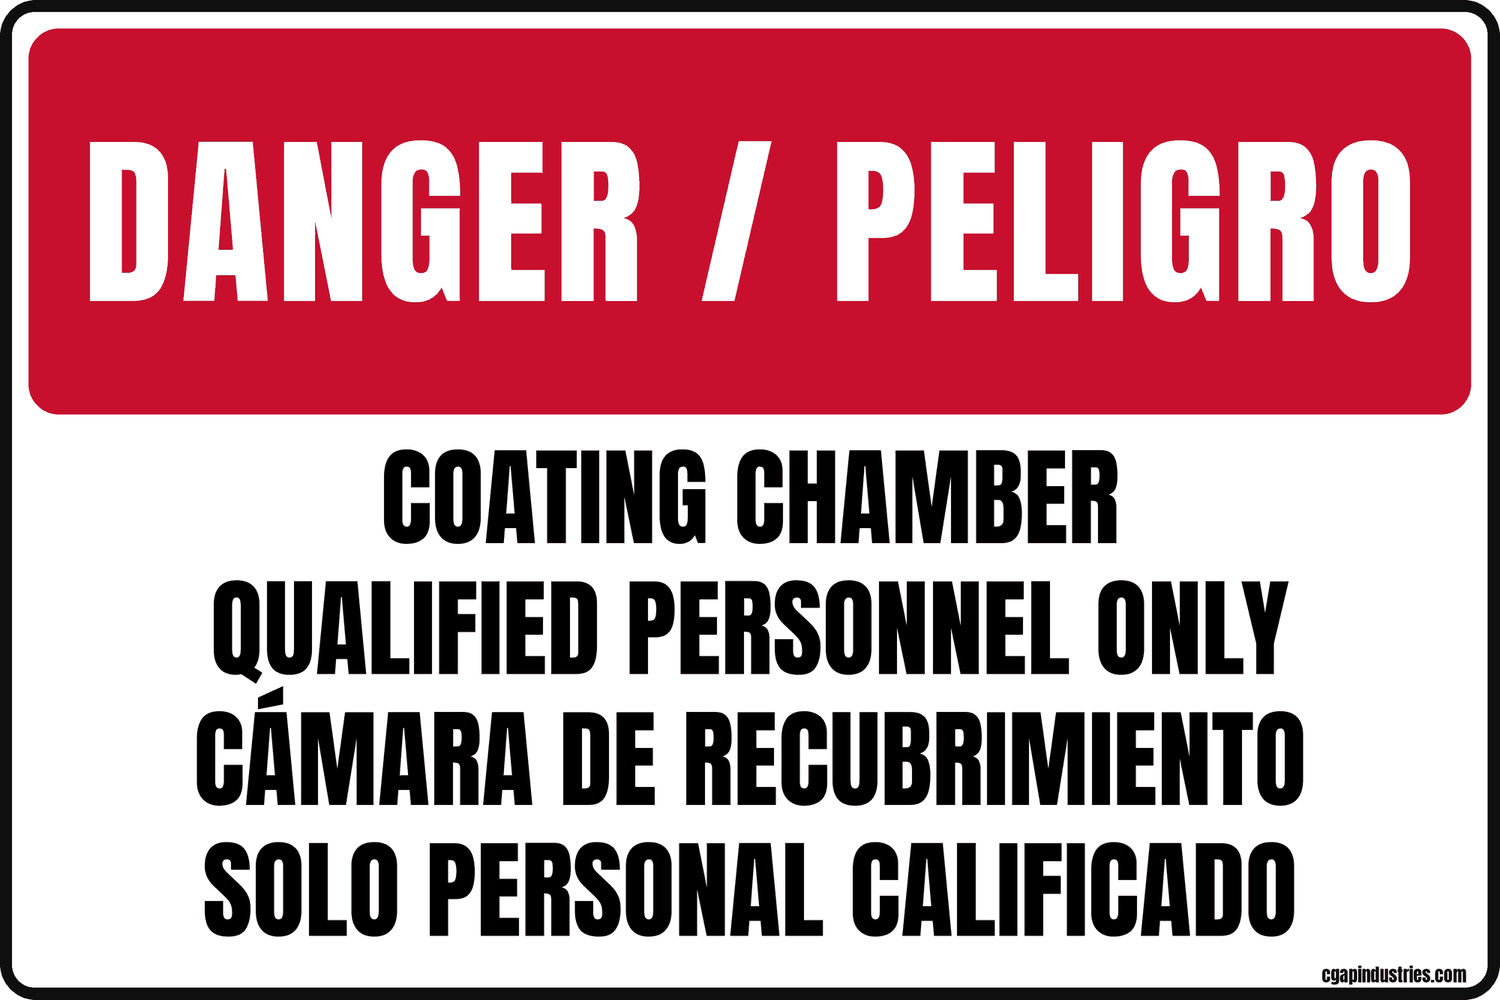 DANGER / PELIGRO
COATING CHAMBER
QUALIFIED PERSONNEL ONLY
CÁMARA DE RECUBRIMIENTO
SOLO PERSONAL CALIFICADO
cgapindustries.com